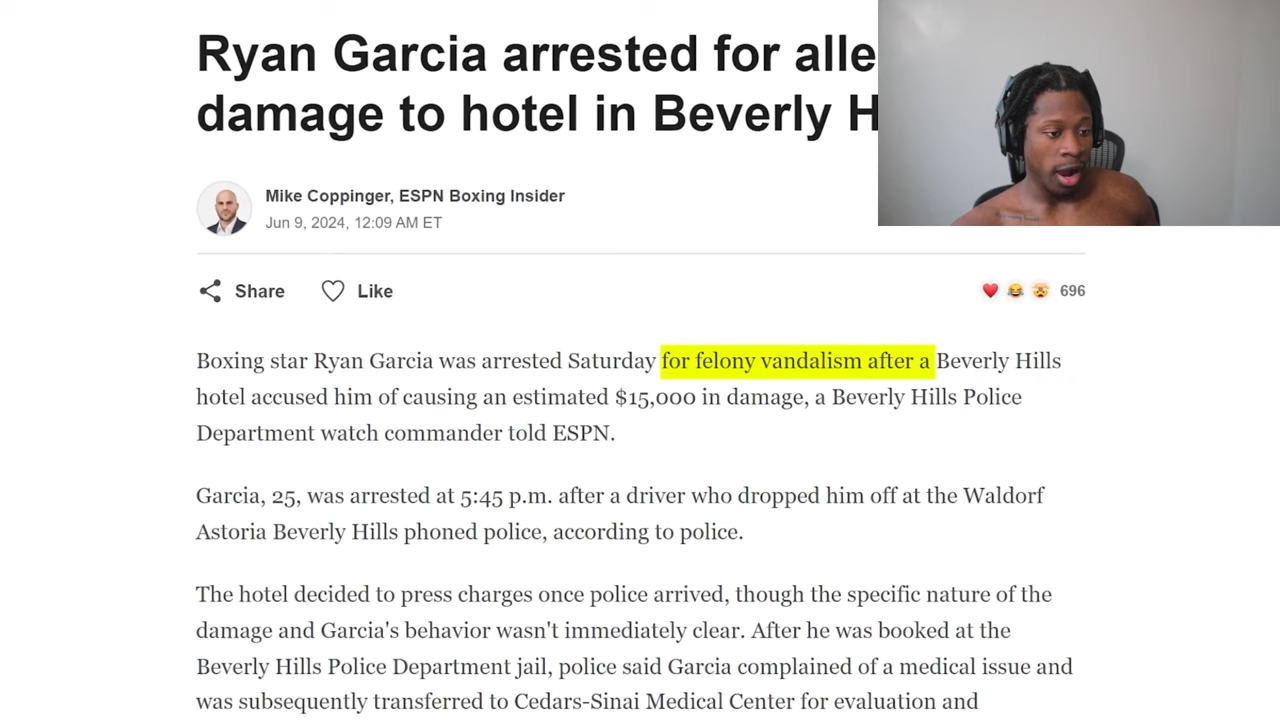 Ryan Garcia arrested for alle
damage to hotel in Beverly H
Mike Coppinger, ESPN Boxing Insider
Jun 9, 2024, 12:09 AM ET
Share Like 696
Boxing star Ryan Garcia was arrested Saturday for felony vandalism after a Beverly Hills
hotel accused him of causing an estimated $15,000 in damage, a Beverly Hills Police
Department watch commander told ESPN.
Garcia, 25, was arrested at 5:45 p.m. after a driver who dropped him off at the Waldorf
Astoria Beverly Hills phoned police, according to police.
The hotel decided to press charges once police arrived, though the specific nature of the
damage and Garcia's behavior wasn't immediately clear. After he was booked at the
Beverly Hills Police Department jail, police said Garcia complained of a medical issue and
was subsequently transferred to Cedars-Sinai Medical Center for evaluation and